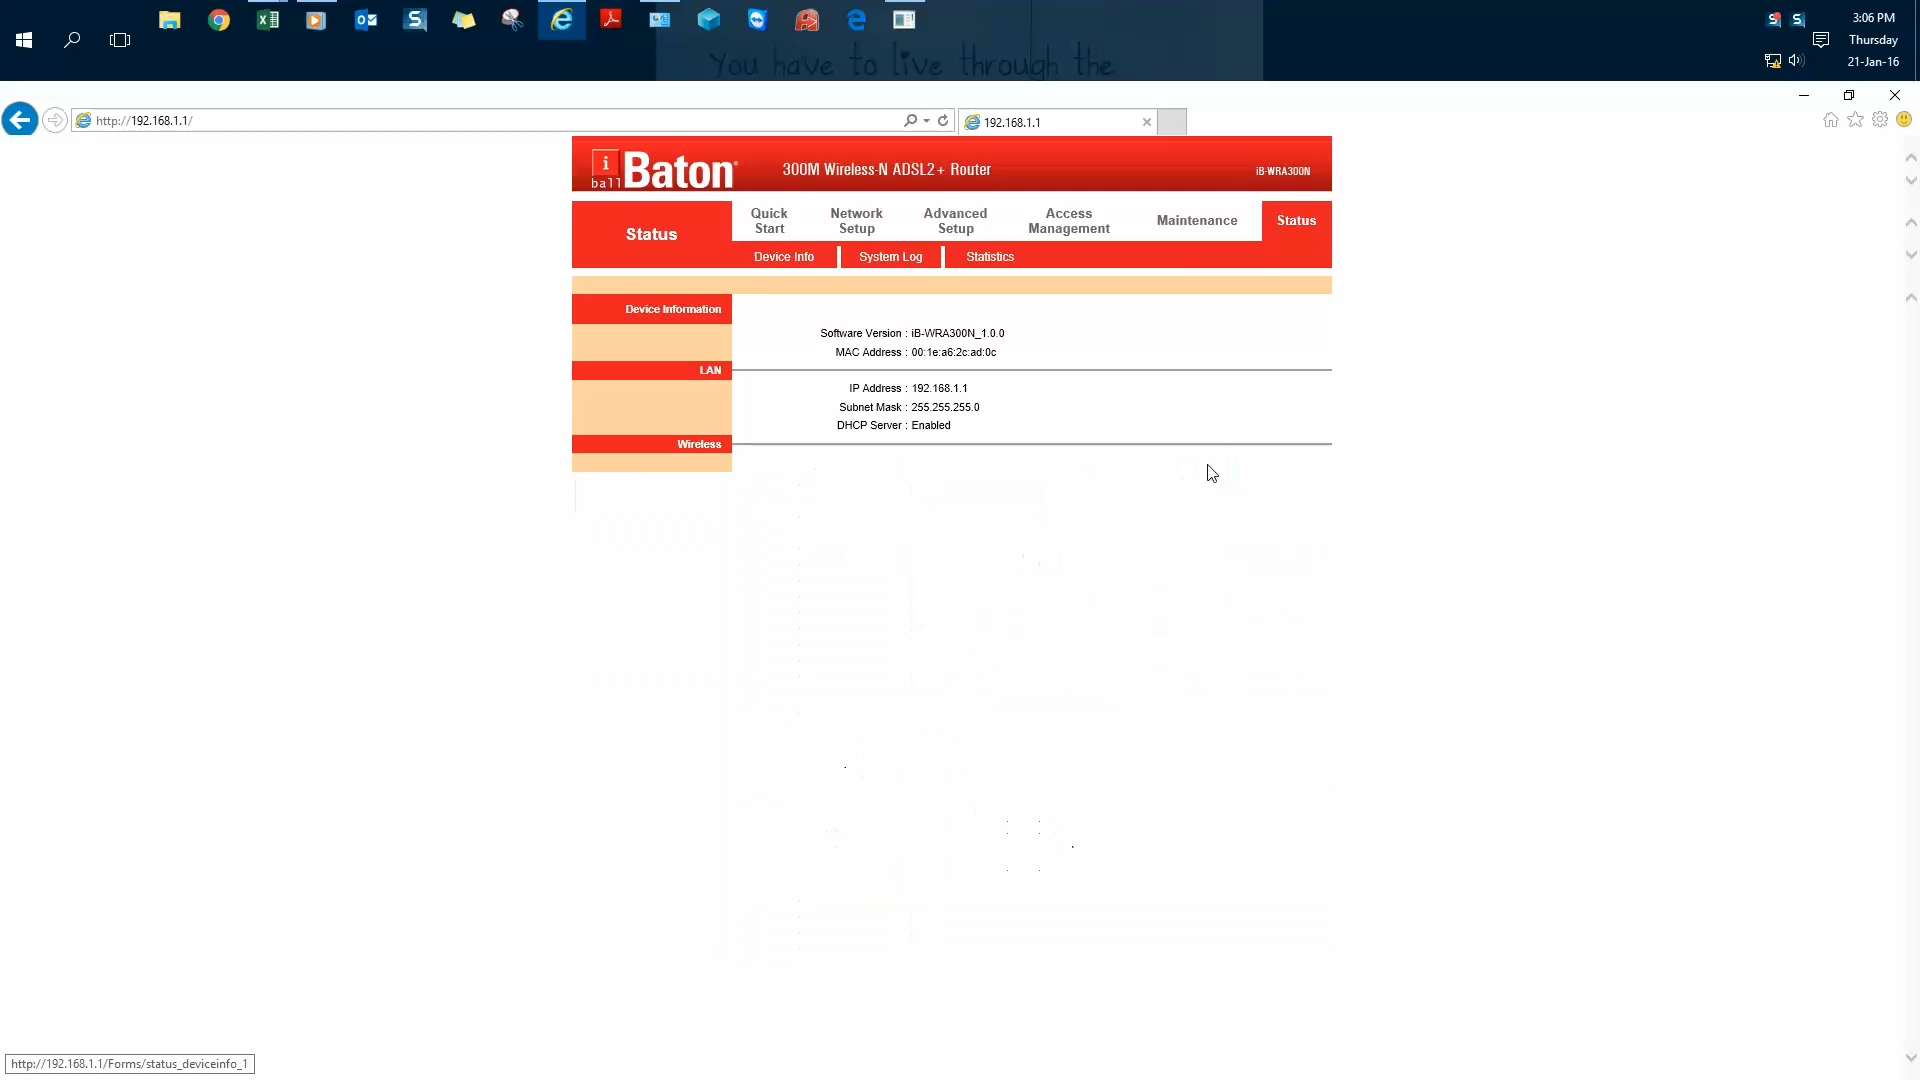 3:06 PM
Thursday
21-Jan-16
You have to live through the
http://192.168.1.1/
192.168.1.1
i
ball
Baton
300M Wireless-N ADSL2+ Router
iB-WRA300N
Status
Quick
Start
Network
Setup
Advanced
Setup
Access
Management
Maintenance
Status
Device Info
System Log
Statistics
Device Information
Software Version : iB-WRA300N_1.0.0
MAC Address : 00:1e:a6:2c:ad:0c
LAN
IP Address : 192.168.1.1
Subnet Mask : 255.255.255.0
DHCP Server : Enabled
Wireless
http://192.168.1.1/Forms/status_deviceinfo_1